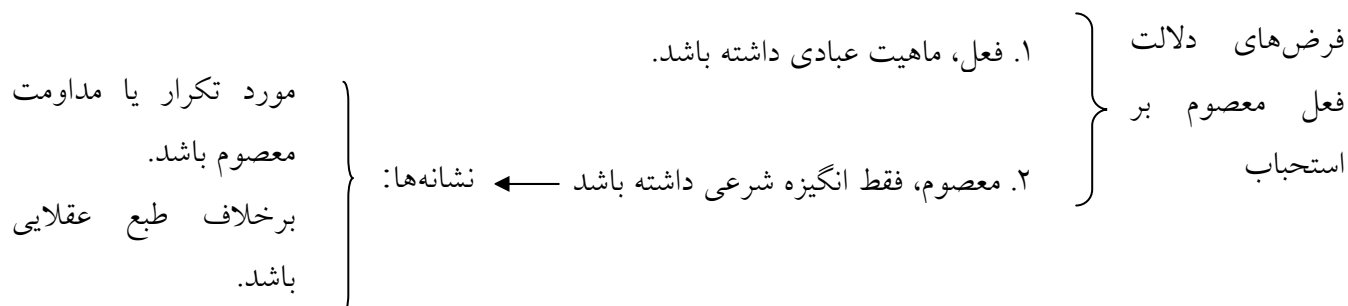 فرض‌های دلالت
فعل معصوم بر
استحباب
۱. فعل، ماهیت عبادی داشته باشد.
۲. معصوم، فقط انگیزه شرعی داشته باشد
نشانه‌ها:
مورد تکرار یا مداومت
معصوم باشد.
برخلاف طبع عقلایی
باشد.